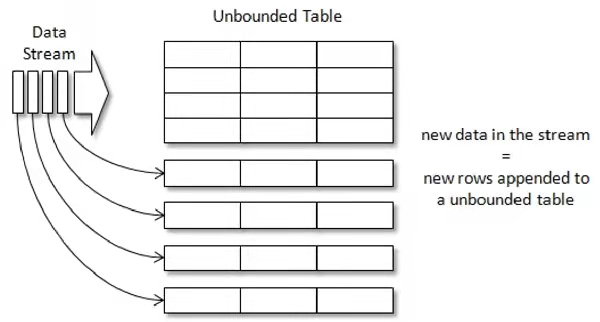 Data
Stream
Unbounded Table
new data in the stream
=
new rows appended to
a unbounded table